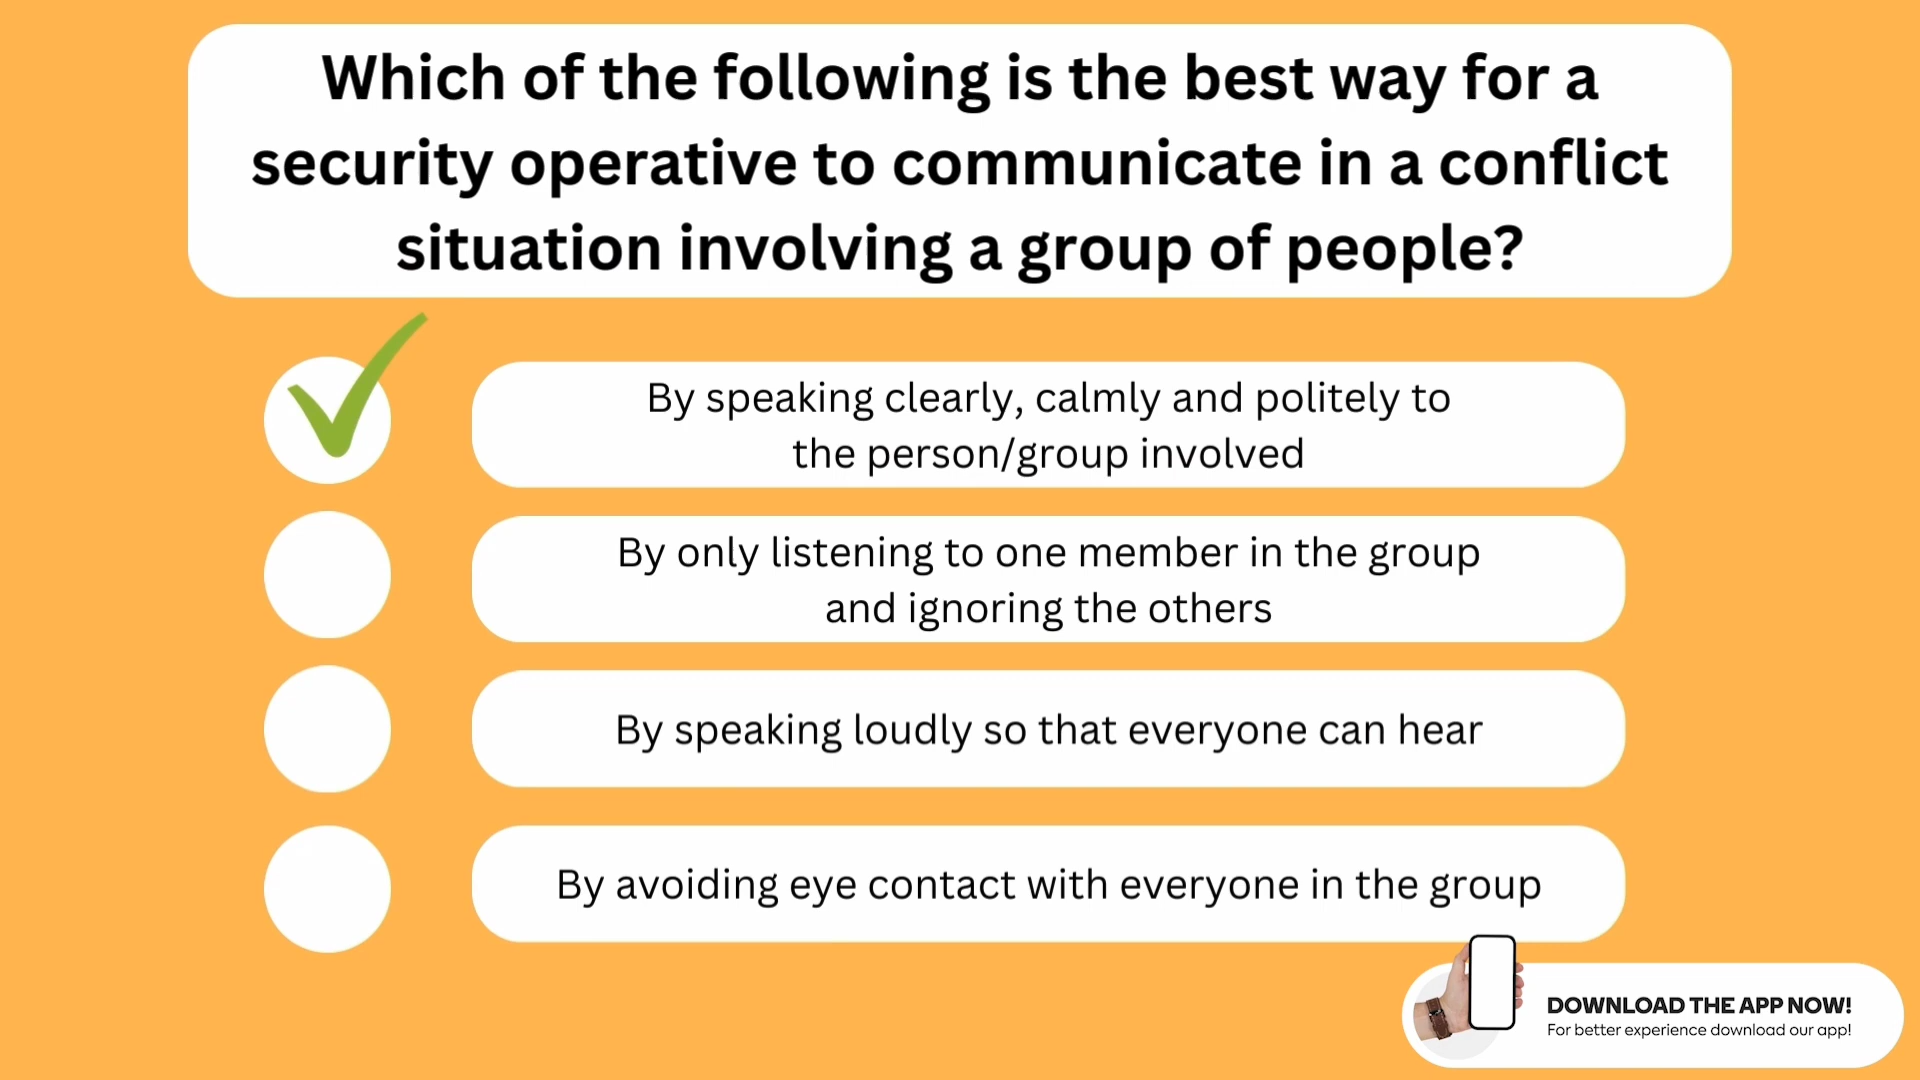 Which of the following is the best way for a
security operative to communicate in a conflict
situation involving a group of people?
By speaking clearly, calmly and politely to
the person/group involved
By only listening to one member in the group
and ignoring the others
By speaking loudly so that everyone can hear
By avoiding eye contact with everyone in the group
DOWNLOAD THE APP NOW!
For better experience download our app!